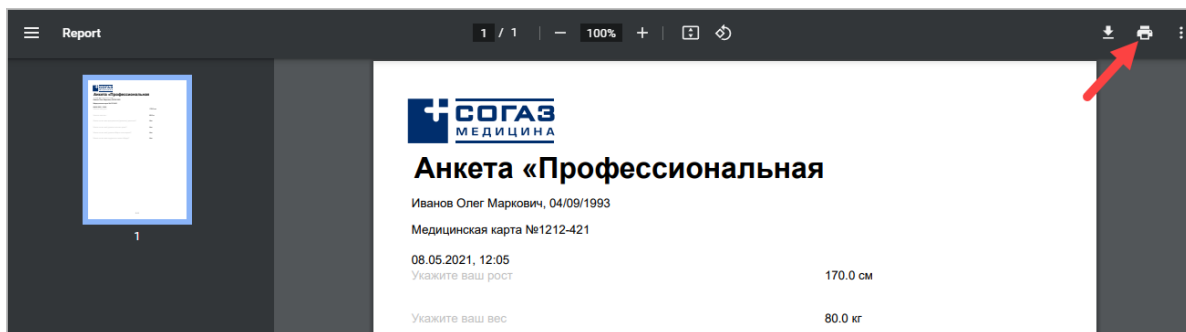 Report
1 / 1
100%
1
СОГАЗ
МЕДИЦИНА
Анкета «Профессиональная
Иванов Олег Маркович, 04/09/1993
Медицинская карта №1212-421
08.05.2021, 12:05
Укажите ваш рост 170.0 см
Укажите ваш вес 80.0 кг